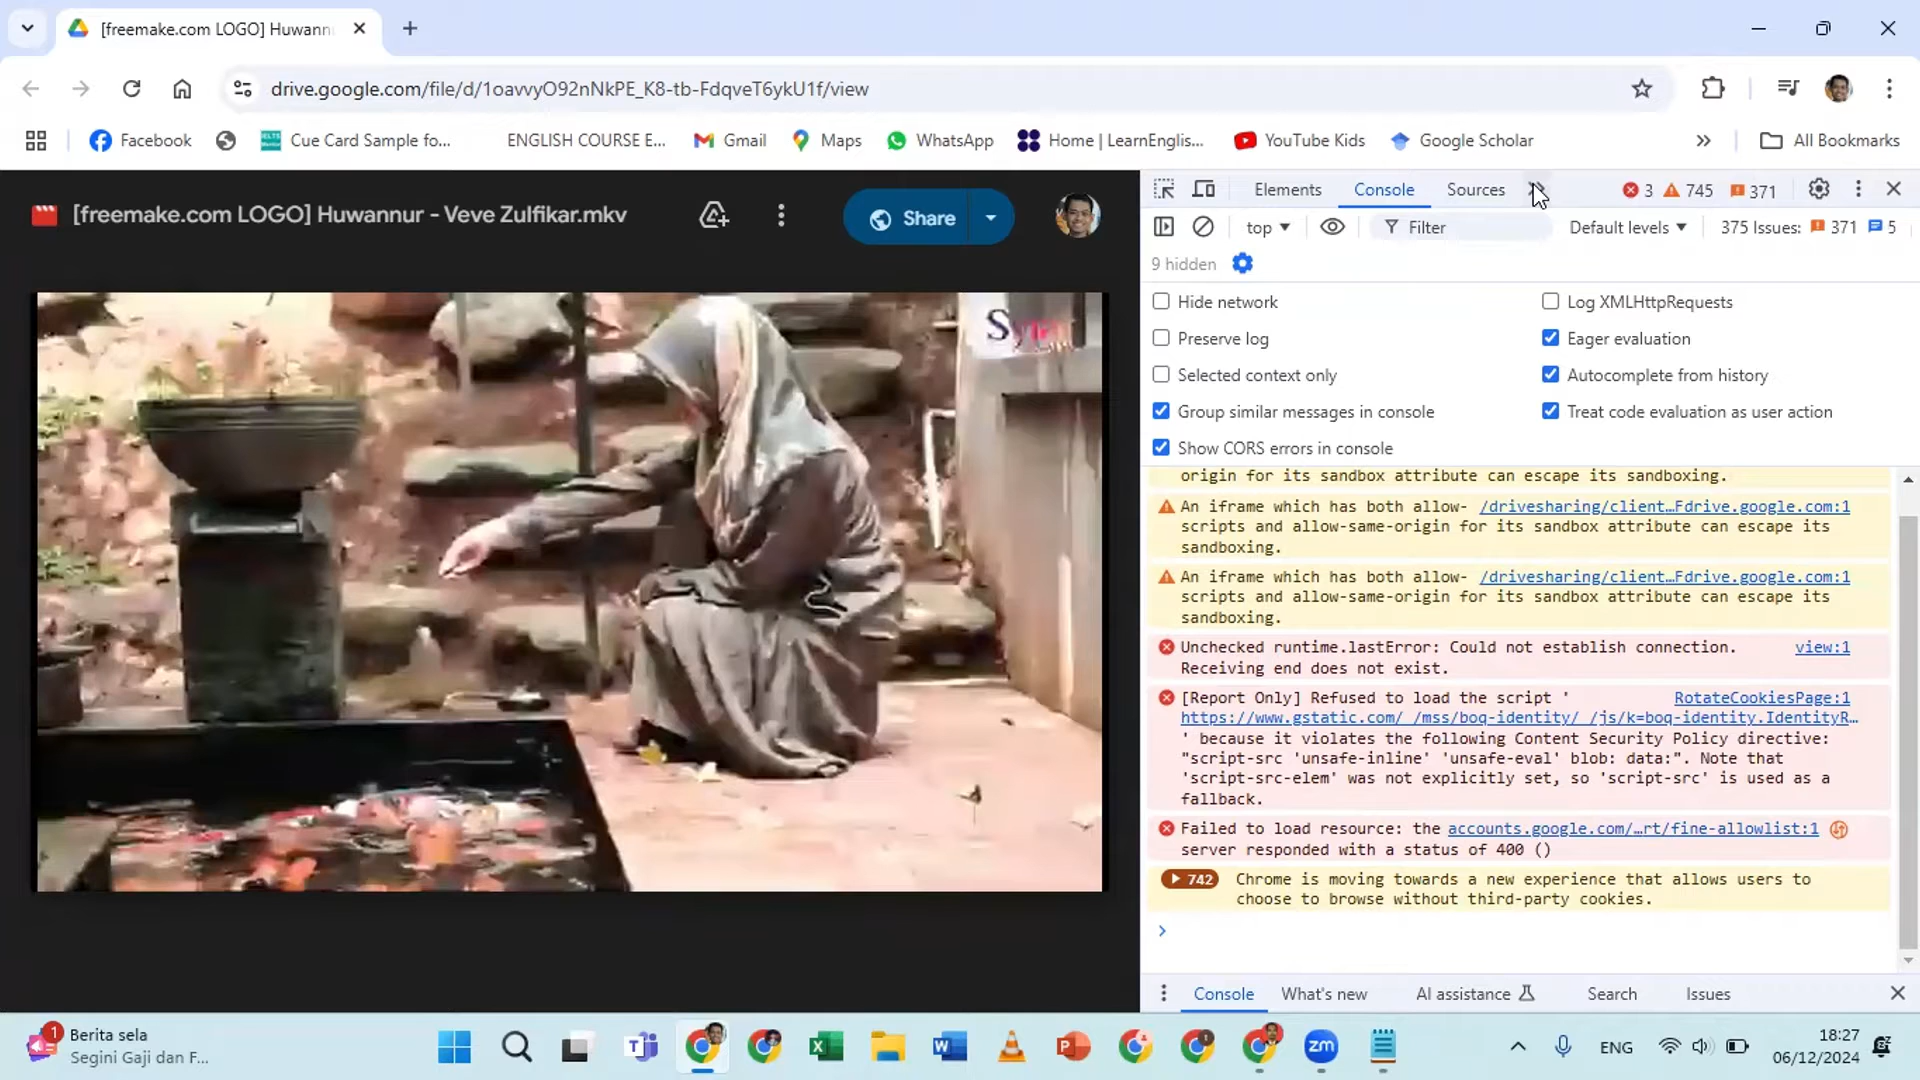 [freemake.com LOGO] Huwann
drive.google.com/file/d/1oavvyO92nNkPE_K8-tb-FdqveT6ykU1f/view
Facebook
Cue Card Sample fo...
ENGLISH COURSE E...
Gmail
Maps
WhatsApp
Home | LearnEnglis...
YouTube Kids
Google Scholar
All Bookmarks
[freemake.com LOGO] Huwannur - Veve Zulfikar.mkv
Share
Elements
Console
Sources
3
745
371
top
Filter
Default levels
375 Issues:
371
5
9 hidden
Hide network
Log XMLHttpRequests
Preserve log
Eager evaluation
Selected context only
Autocomplete from history
Group similar messages in console
Treat code evaluation as user action
Show CORS errors in console
origin for its sandbox attribute can escape its sandboxing.
An iframe which has both allow- /drivesharing/client…Fdrive.google.com:1
scripts and allow-same-origin for its sandbox attribute can escape its
sandboxing.
An iframe which has both allow- /drivesharing/client…Fdrive.google.com:1
scripts and allow-same-origin for its sandbox attribute can escape its
sandboxing.
Unchecked runtime.lastError: Could not establish connection. view:1
Receiving end does not exist.
[Report Only] Refused to load the script ' RotateCookiesPage:1
https://www.gstatic.com/_/mss/boq-identity/_/js/k=boq-identity.IdentityR…
' because it violates the following Content Security Policy directive:
"script-src 'unsafe-inline' 'unsafe-eval' blob: data:". Note that
'script-src-elem' was not explicitly set, so 'script-src' is used as a
fallback.
Failed to load resource: the accounts.google.com/…rt/fine-allowlist:1
server responded with a status of 400 ()
742 Chrome is moving towards a new experience that allows users to
choose to browse without third-party cookies.
Console
What's new
AI assistance
Search
Issues
1
Berita sela
Segini Gaji dan F...
ENG
18:27
06/12/2024